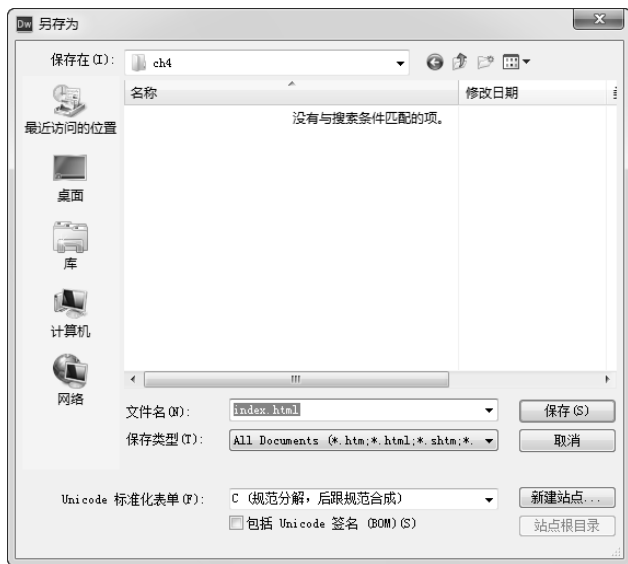 Dw 另存为
保存在(I): ch4
名称 修改日期
没有与搜索条件匹配的项。
最近访问的位置
桌面
库
计算机
网络
文件名(N): index.html 保存(S)
保存类型(T): All Documents (*.htm;*.html;*.shtm;*. 取消
Unicode 标准化表单(F): C (规范分解，后跟规范合成) 新建站点...
包括 Unicode 签名 (BOM)(S) 站点根目录